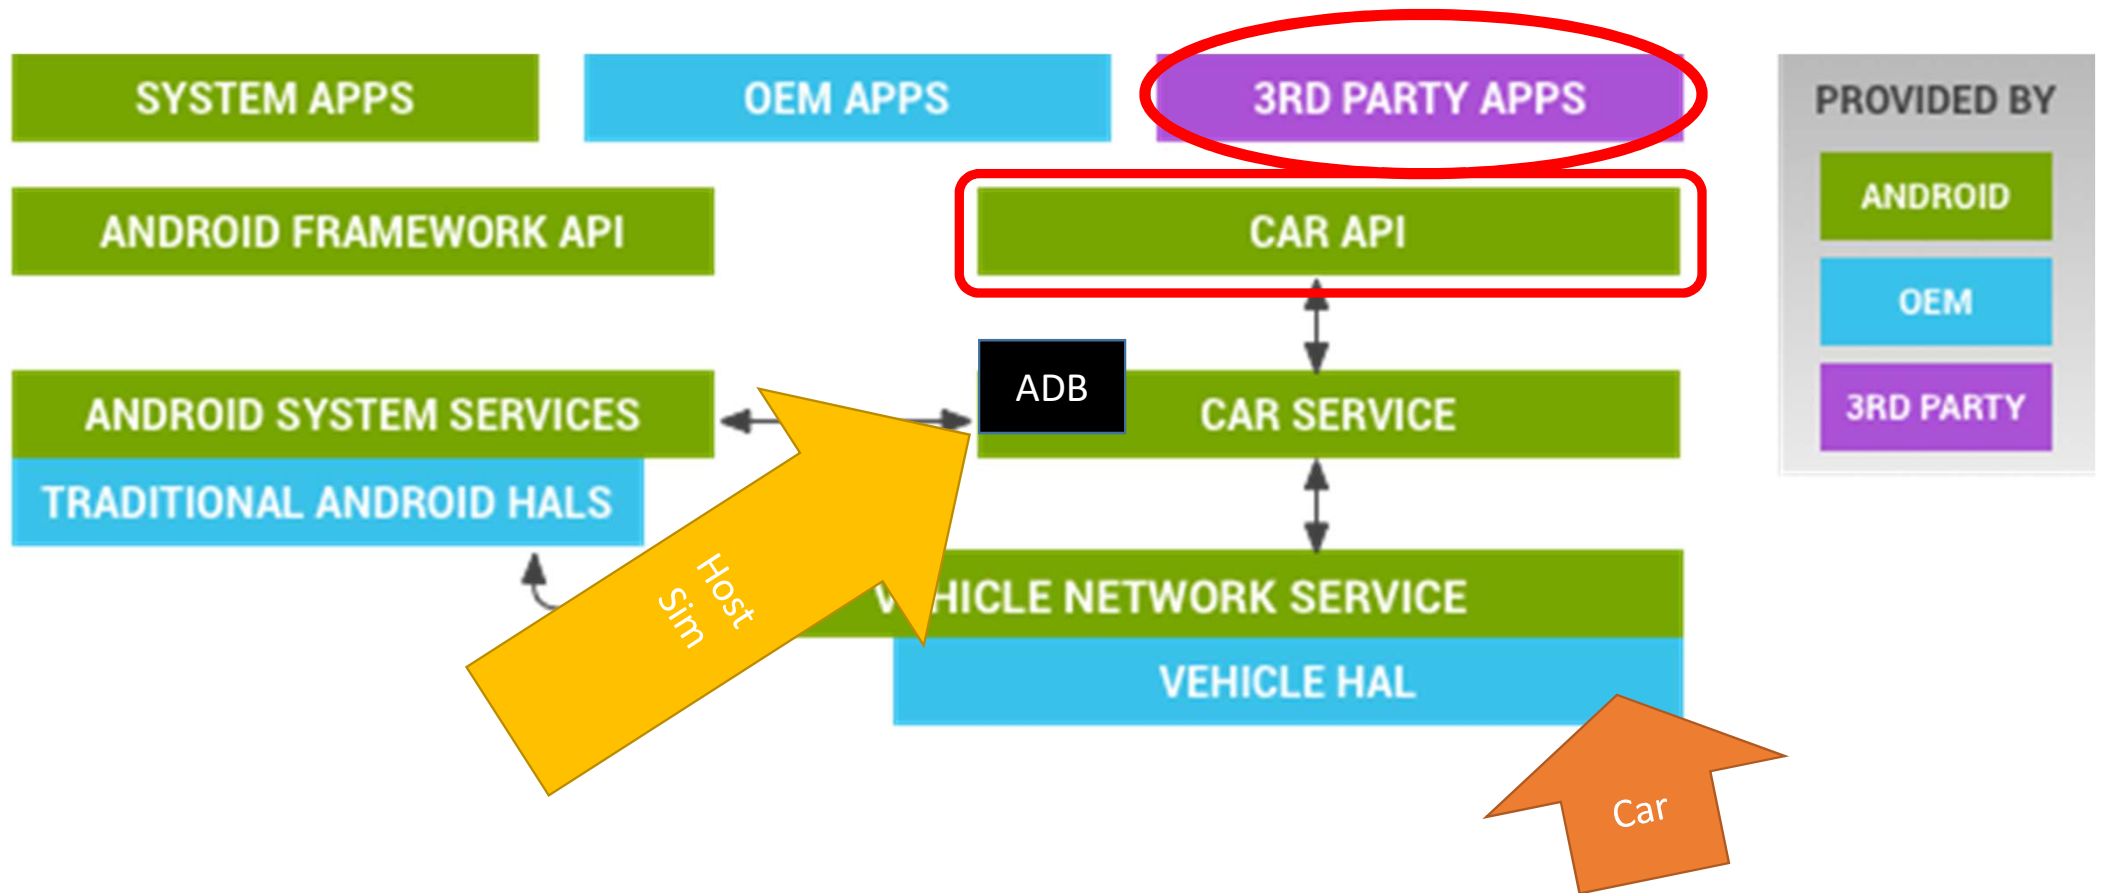 SYSTEM APPS
OEM APPS
3RD PARTY APPS
PROVIDED BY
ANDROID
OEM
3RD PARTY
ANDROID FRAMEWORK API
CAR API
ADB
ANDROID SYSTEM SERVICES
CAR SERVICE
TRADITIONAL ANDROID HALS
Host
Sim
VEHICLE NETWORK SERVICE
VEHICLE HAL
Car